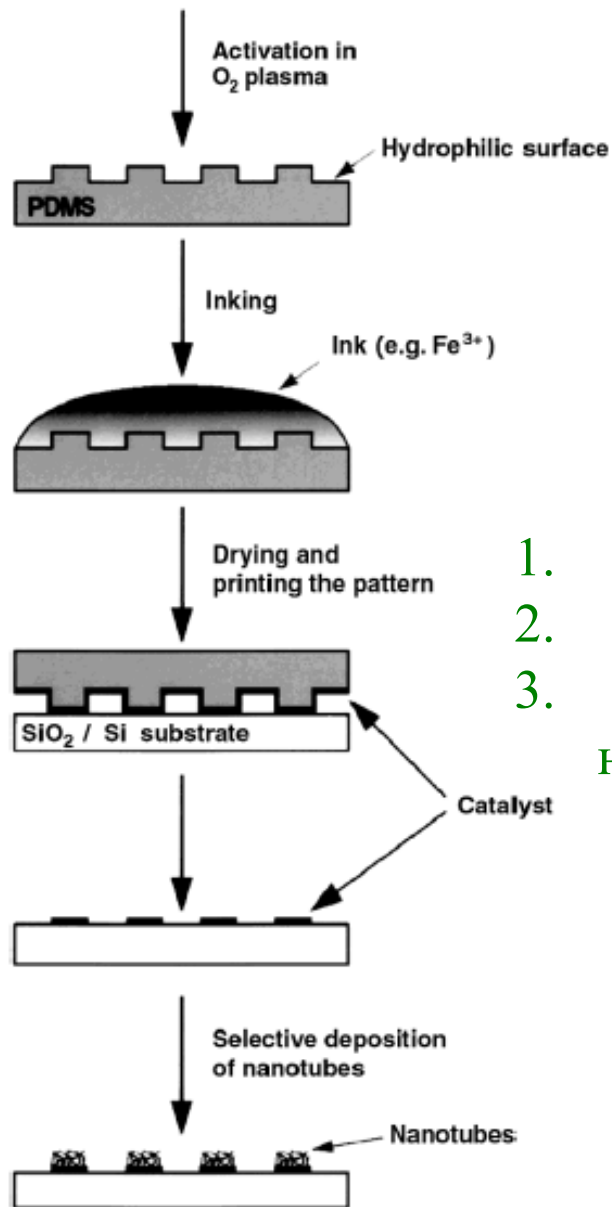 Activation in
O₂ plasma
Hydrophilic surface
PDMS
Inking
Ink (e.g. Fe³⁺)
Drying and
printing the pattern
1.
2.
3.
SiO₂ / Si substrate
Catalyst
Selective deposition
of nanotubes
Nanotubes